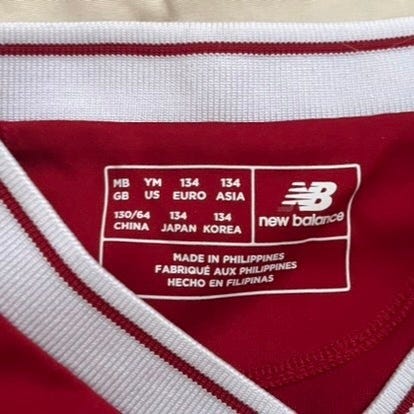 MB YM 134 134
GB US EURO ASIA
130/64 134 134
CHINA JAPAN KOREA
NB
new balance
MADE IN PHILIPPINES
FABRIQUÉ AUX PHILIPPINES
HECHO EN FILIPINAS